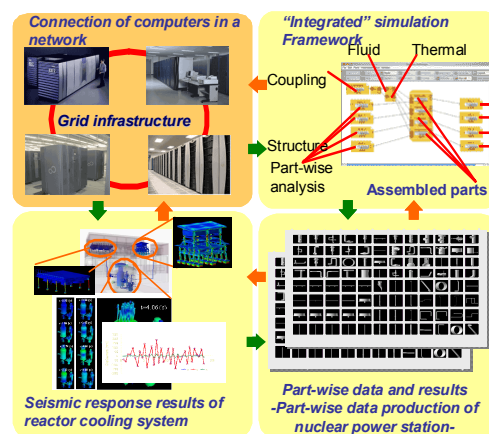 Connection of computers in a
network
Grid infrastructure
“Integrated” simulation
Framework
Fluid
Thermal
Coupling
Structure
Part-wise
analysis
Assembled parts
t=4.06(s)
Seismic response results of
reactor cooling system
Part-wise data and results
-Part-wise data production of
nuclear power station-